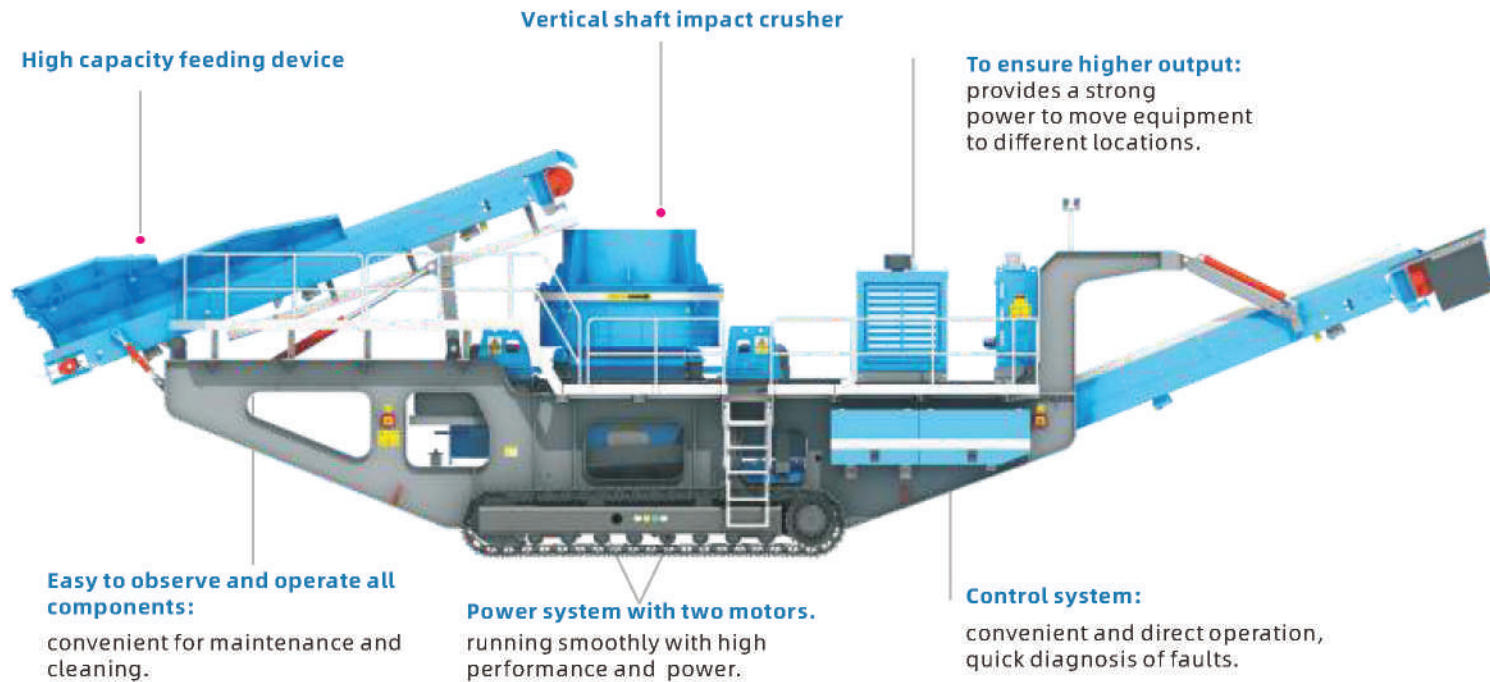 Vertical shaft impact crusher
High capacity feeding device
To ensure higher output:
provides a strong
power to move equipment
to different locations.
Easy to observe and operate all
components:
convenient for maintenance and
cleaning.
Power system with two motors.
running smoothly with high
performance and power.
Control system:
convenient and direct operation,
quick diagnosis of faults.